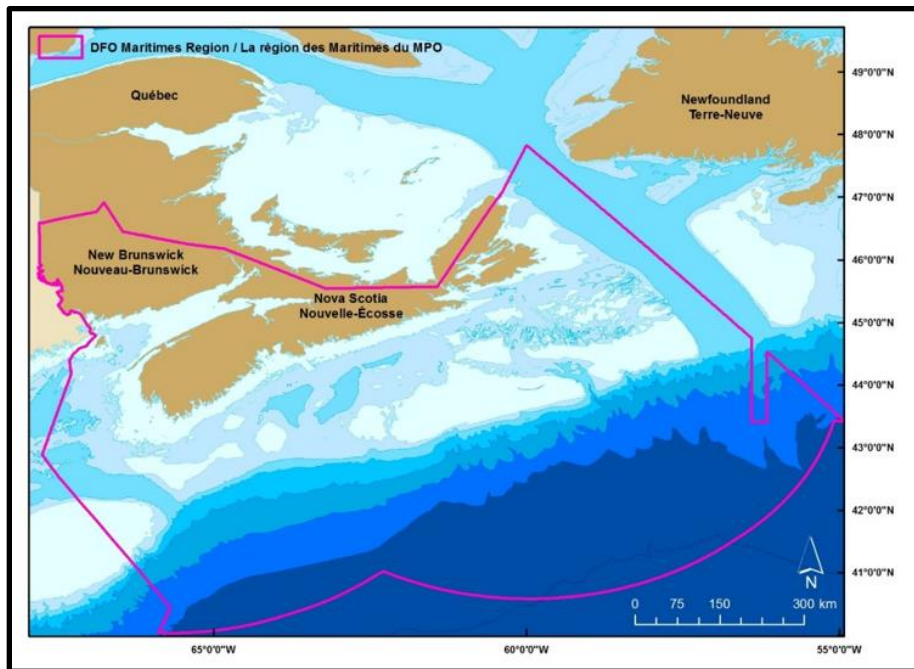 DFO Maritimes Region / La région des Maritimes du MPO
Québec
Newfoundland
Terre-Neuve
New Brunswick
Nouveau-Brunswick
Nova Scotia
Nouvelle-Écosse
49°0'0"N
48°0'0"N
47°0'0"N
46°0'0"N
45°0'0"N
44°0'0"N
43°0'0"N
42°0'0"N
41°0'0"N
N
0 75 150 300 km
65°0'0"W 60°0'0"W 55°0'0"W